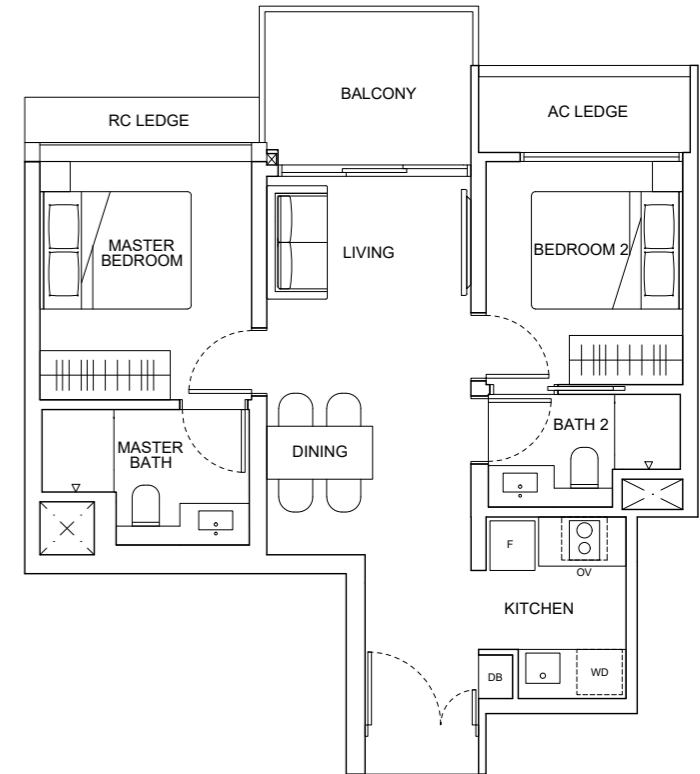 BALCONY
RC LEDGE
AC LEDGE
MASTER
BEDROOM
LIVING
BEDROOM 2
MASTER
BATH
DINING
BATH 2
F
OV
KITCHEN
DB
WD